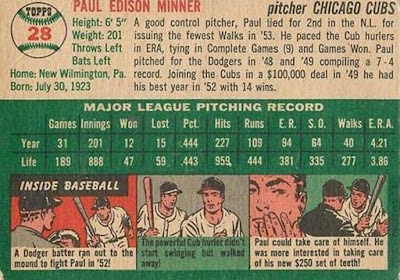 TOPPS
28
PAUL EDISON MINNER
pitcher CHICAGO CUBS
Height: 6' 5"
Weight: 201
Throws Left
Bats Left
Home: New Wilmington, Pa.
Born: July 30, 1923
A good control pitcher, Paul tied for 2nd in the N.L. for
issuing the fewest Walks in '53. He paced the Cub hurlers
in ERA, tying in Complete Games (9) and Games Won. Paul
pitched for the Dodgers in '48 and '49 compiling a 7-4
record. Joining the Cubs in a $100,000 deal in '49 he had
his best year in '52 with 14 wins.
MAJOR LEAGUE PITCHING RECORD
Games Innings Won Lost Pct. Hits Runs E.R. S.O. Walks E.R.A.
Year 31 201 12 15 .444 227 94 64 40 4.21
Life 189 888 47 59 .443 959 444 381 335 277 3.86
INSIDE BASEBALL
A Dodger batter ran out to the
mound to fight Paul in '52!
The powerful Cub hurler didn't
start swinging but walked
away!
Paul could take care of himself. He
was more interested in taking care
of his new $250 set of teeth!